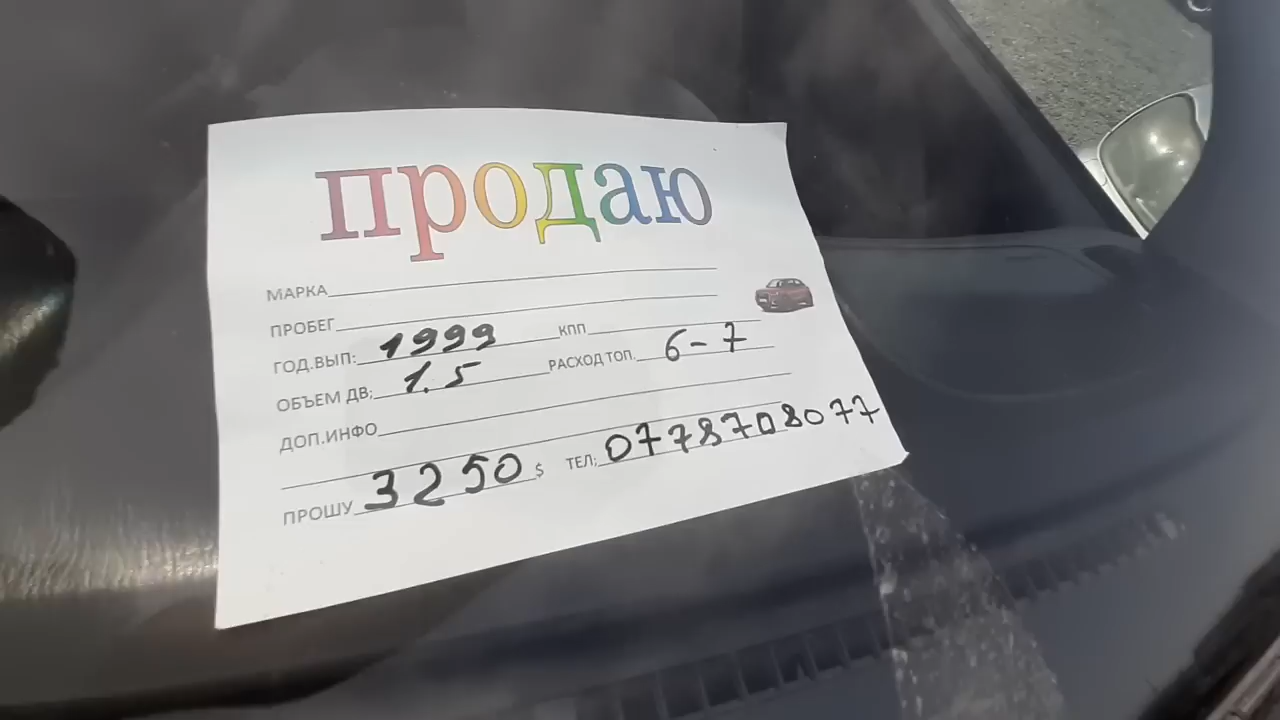 продаю
МАРКА
ПРОБЕГ
ГОД.ВЫП: 1999 КПП
ОБЪЕМ ДВ: 1.5 РАСХОД ТОП. 6-7
ДОП.ИНФО
ПРОШУ 3250 $ ТЕЛ: 0778708077